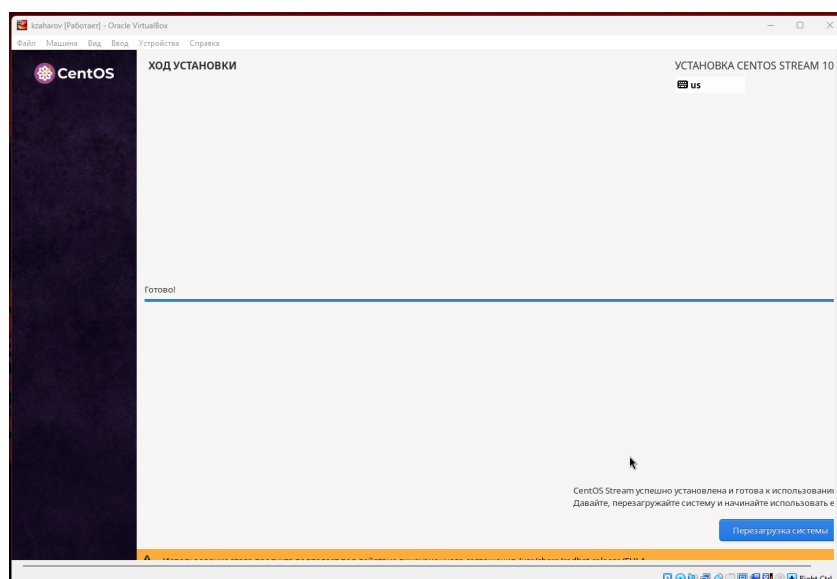 kzaharov [Работает] - Oracle VirtualBox
Файл Машина Вид Ввод Устройства Справка
CentOS
ХОД УСТАНОВКИ
УСТАНОВКА CENTOS STREAM 10
us
Готово!
CentOS Stream успешно установлена и готова к использовани
Давайте, перезагружайте систему и начинайте использовать е
Перезагрузка системы
Right Ctrl